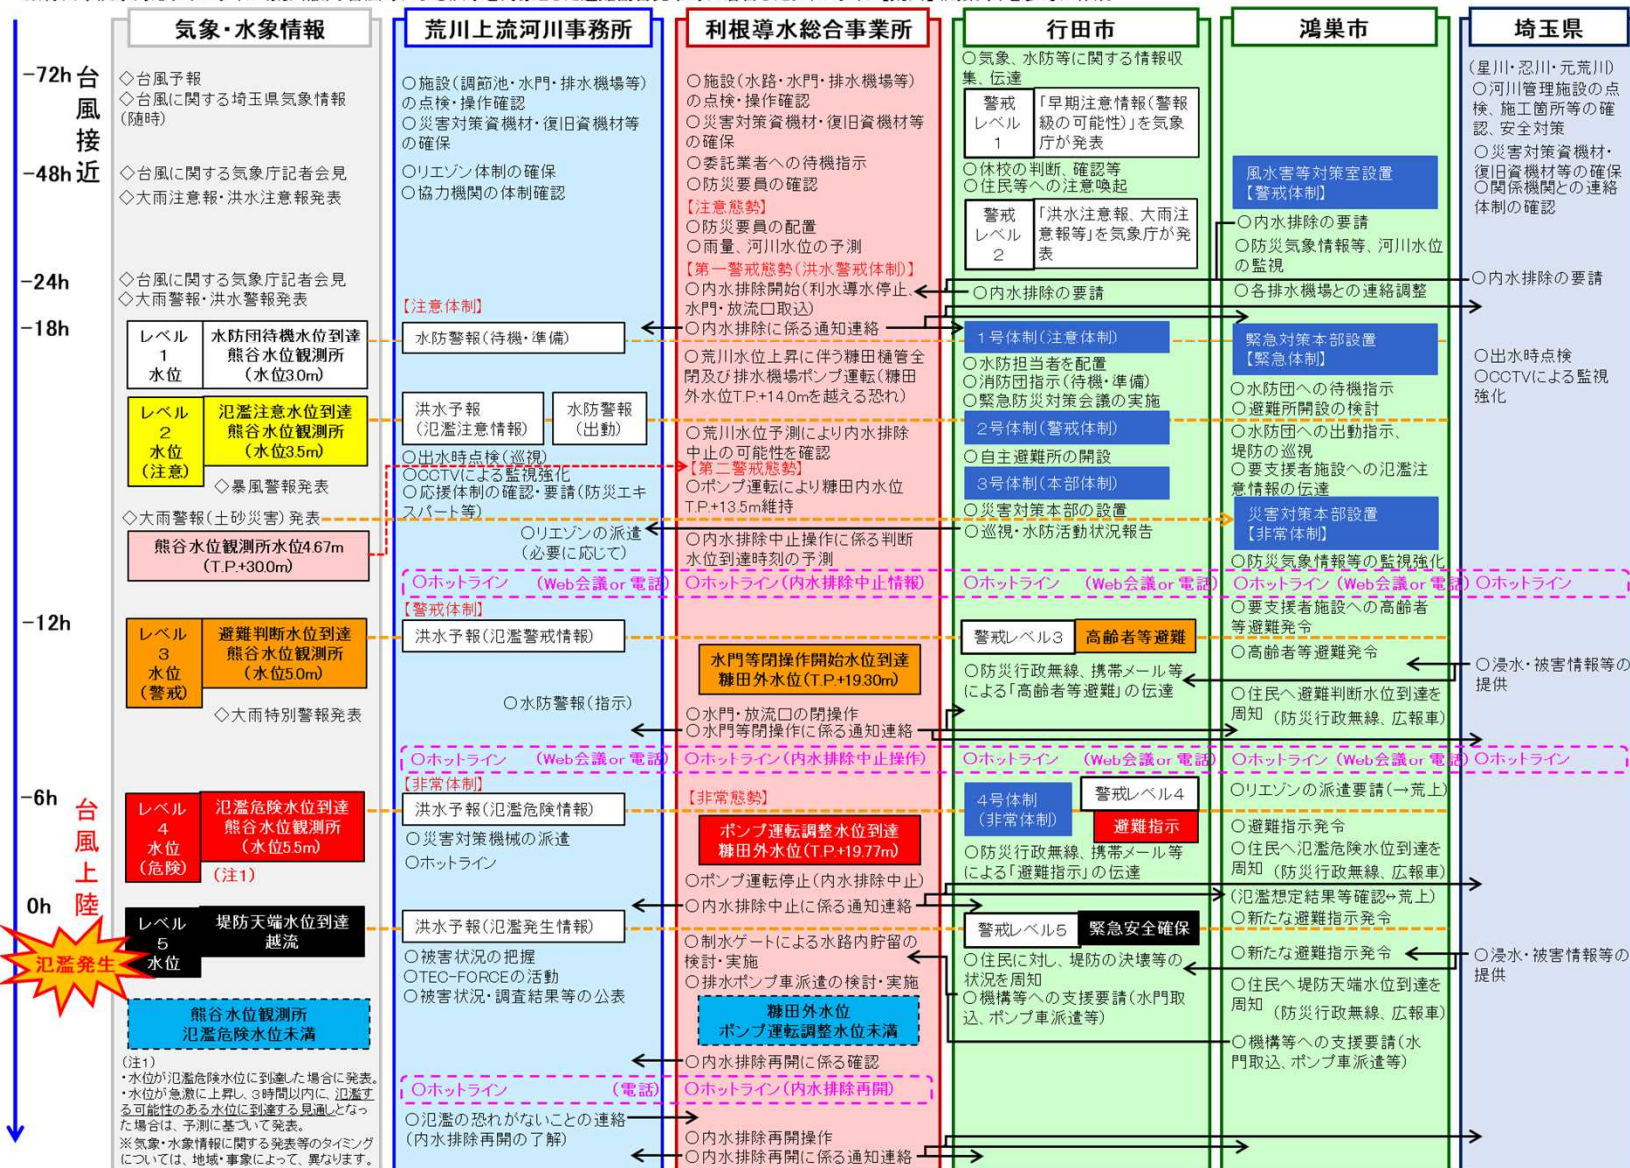 気象・水象情報
荒川上流河川事務所
利根導水総合事業所
行田市
鴻巣市
埼玉県
-72h
-48h
-24h
-18h
-12h
-6h
0h
台風接近
台風上陸
氾濫発生
◇台風予報
◇台風に関する埼玉県気象情報
(随時)
◇台風に関する気象庁記者会見
◇大雨注意報・洪水注意報発表
◇台風に関する気象庁記者会見
◇大雨警報・洪水警報発表
レベル
1
水位
水防団待機水位到達
熊谷水位観測所
(水位3.0m)
レベル
2
水位
(注意)
氾濫注意水位到達
熊谷水位観測所
(水位3.5m)
◇暴風警報発表
◇大雨警報(土砂災害)発表
熊谷水位観測所水位4.67m
(T.P.+30.0m)
レベル
3
水位
(警戒)
避難判断水位到達
熊谷水位観測所
(水位5.0m)
◇大雨特別警報発表
レベル
4
水位
(危険)
氾濫危険水位到達
熊谷水位観測所
(水位5.5m)
(注1)
レベル
5
水位
堤防天端水位到達
越流
熊谷水位観測所
氾濫危険水位未満
(注1)
・水位が氾濫危険水位に到達した場合に発表。
・水位が急激に上昇し、3時間以内に、氾濫す
る可能性のある水位に到達する見通しとなっ
た場合は、予測に基づいて発表。
※気象・水象情報に関する発表等のタイミング
については、地域・事象によって、異なります。
○施設(調節池・水門・排水機場等)
の点検・操作確認
○災害対策資機材・復旧資機材等
の確保
○リエゾン体制の確保
○協力機関の体制確認
【注意体制】
水防警報(待機・準備)
洪水予報
(氾濫注意情報)
水防警報
(出動)
○出水時点検(巡視)
○CCTVによる監視強化
○応援体制の確認・要請(防災エキ
スパート等)
○リエゾンの派遣
(必要に応じて)
○ホットライン (Web会議or 電話)
【警戒体制】
洪水予報(氾濫警戒情報)
○水防警報(指示)
○ホットライン (Web会議or 電話)
【非常体制】
洪水予報(氾濫危険情報)
○災害対策機械の派遣
○ホットライン
洪水予報(氾濫発生情報)
○被害状況の把握
○TEC-FORCEの活動
○被害状況・調査結果等の公表
○ホットライン (電話)
○氾濫の恐れがないことの連絡
(内水排除再開の了解)
○施設(水路・水門・排水機場等)
の点検・操作確認
○災害対策資機材・復旧資機材等
の確保
○委託業者への待機指示
○防災要員の確認
【注意態勢】
○防災要員の配置
○雨量、河川水位の予測
【第一警戒態勢(洪水警戒体制)】
○内水排除開始(利水導水停止、
水門・放流口取込)
○内水排除に係る通知連絡
○荒川水位上昇に伴う糠田樋管全
閉及び排水機場ポンプ運転(糠田
外水位T.P.+14.0mを越える恐れ)
○荒川水位予測により内水排除
中止の可能性を確認
【第二警戒態勢】
○ポンプ運転により糠田内水位
T.P.+13.5m維持
○内水排除中止操作に係る判断
水位到達時刻の予測
○ホットライン(内水排除中止情報)
水門等閉操作開始水位到達
糠田外水位(T.P.+19.30m)
○水門・放流口の閉操作
○水門等閉操作に係る通知連絡
○ホットライン(内水排除中止操作)
【非常態勢】
ポンプ運転調整水位到達
糠田外水位(T.P.+19.77m)
○ポンプ運転停止(内水排除中止)
○内水排除中止に係る通知連絡
○制水ゲートによる水路内貯留の
検討・実施
○排水ポンプ車派遣の検討・実施
糠田外水位
ポンプ運転調整水位未満
○内水排除再開に係る確認
○ホットライン(内水排除再開)
○内水排除再開操作
○内水排除再開に係る通知連絡
○気象、水防等に関する情報収
集、伝達
警戒
レベル
1
「早期注意情報(警報
級の可能性)」を気象
庁が発表
○休校の判断、確認等
○住民等への注意喚起
警戒
レベル
2
「洪水注意報、大雨注
意報等」を気象庁が発
表
○内水排除の要請
1号体制(注意体制)
○水防担当者を配置
○消防団指示(待機・準備)
○緊急防災対策会議の実施
2号体制(警戒体制)
○自主避難所の開設
3号体制(本部体制)
○災害対策本部の設置
○巡視・水防活動状況報告
○ホットライン (Web会議or 電話)
警戒レベル3
高齢者等避難
○防災行政無線、携帯メール等
による「高齢者等避難」の伝達
○ホットライン (Web会議or 電話)
4号体制
(非常体制)
警戒レベル4
避難指示
○防災行政無線、携帯メール等
による「避難指示」の伝達
警戒レベル5
緊急安全確保
○住民に対し、堤防の決壊等の
状況を周知
○機構等への支援要請(水門取
込、ポンプ車派遣等)
風水害等対策室設置
【警戒体制】
○内水排除の要請
○防災気象情報等、河川水位
の監視
○各排水機場との連絡調整
緊急対策本部設置
【緊急体制】
○水防団への待機指示
○避難所開設の検討
○水防団への出動指示、
堤防の巡視
○要支援者施設への氾濫注
意情報の伝達
災害対策本部設置
【非常体制】
○防災気象情報等の監視強化
○ホットライン(Web会議or 電話)
○要支援者施設への高齢者
等避難発令
○高齢者等避難発令
○住民へ避難判断水位到達を
周知 (防災行政無線、広報車)
○ホットライン (Web会議or 電話)
○リエゾンの派遣要請(→荒上)
○避難指示発令
○住民へ氾濫危険水位到達を
周知 (防災行政無線、広報車)
(氾濫想定結果等確認↔荒上)
○新たな避難指示発令
○新たな避難指示発令
○住民へ堤防天端水位到達を
周知
(防災行政無線、広報車)
○機構等への支援要請(水
門取込、ポンプ車派遣等)
(星川・忍川・元荒川)
○河川管理施設の点
検、施工箇所等の確
認、安全対策
○災害対策資機材・
復旧資機材等の確保
○関係機関との連絡
体制の確認
○内水排除の要請
○出水時点検
○CCTVによる監視
強化
○ホットライン
○浸水・被害情報等の
提供
○ホットライン
○浸水・被害情報等の
提供